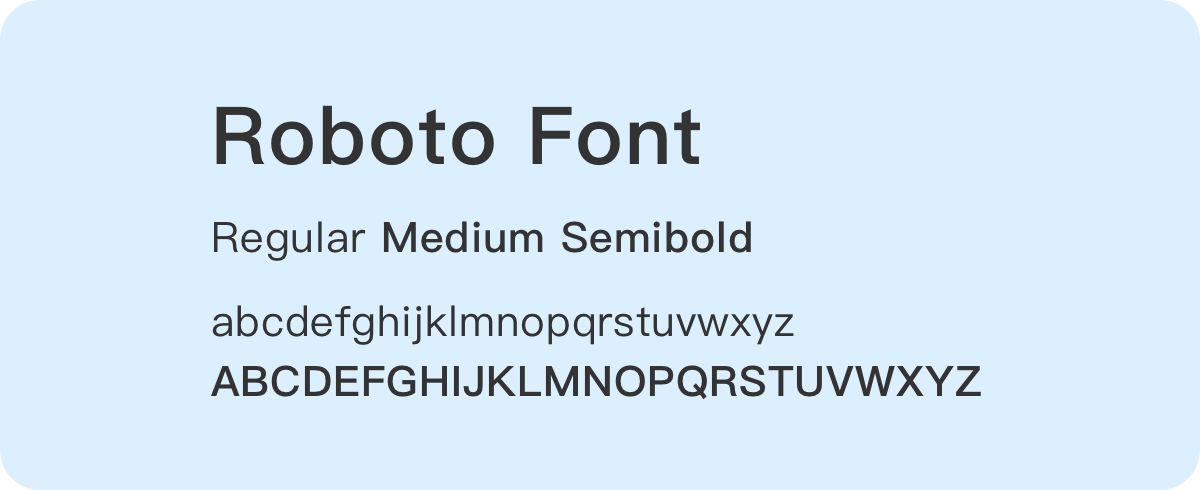 Roboto Font
Regular Medium Semibold
abcdefghijklmnopqrstuvwxyz
ABCDEFGHIJKLMNOPQRSTUVWXYZ